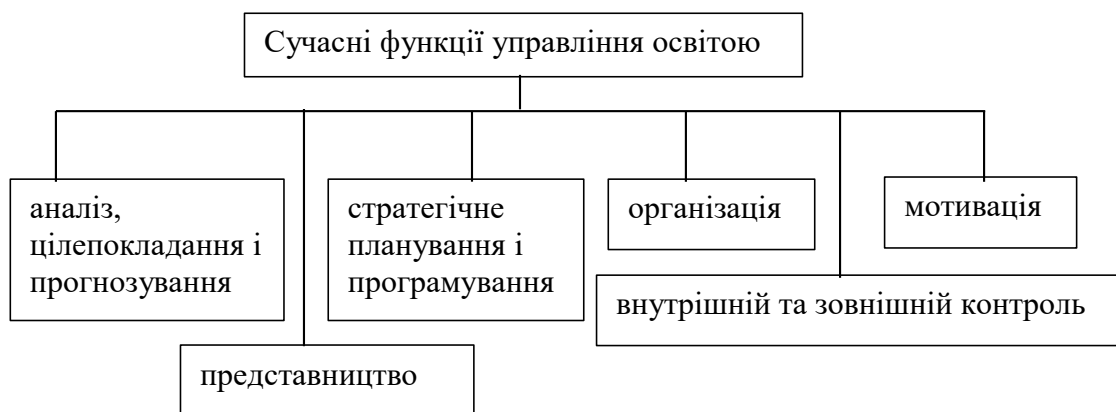 Сучасні функції управління освітою
аналіз,
цілепокладання і
прогнозування
стратегічне
планування і
програмування
організація
мотивація
внутрішній та зовнішній контроль
представництво